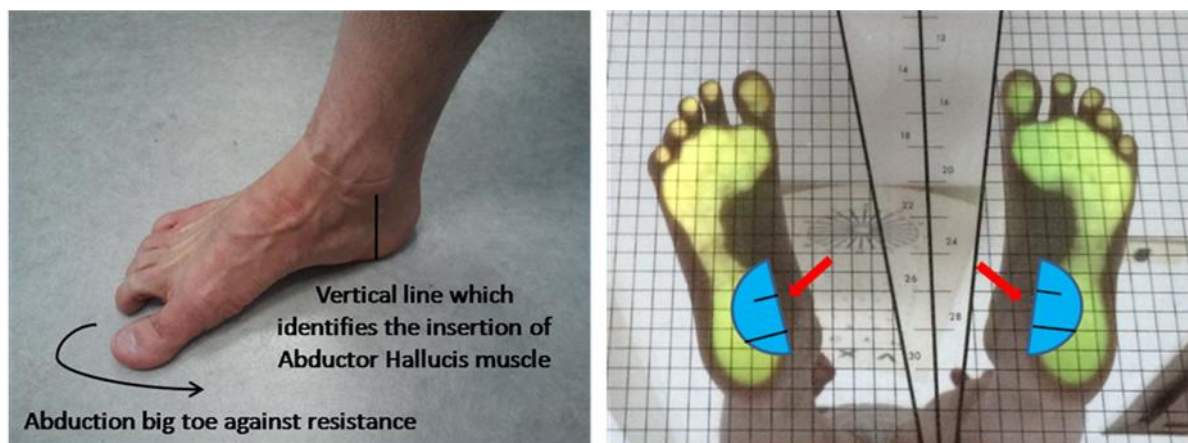 Vertical line which
identifies the insertion of
Abductor Hallucis muscle
Abduction big toe against resistance
12
14
16
18
20
22
24
26
28
30